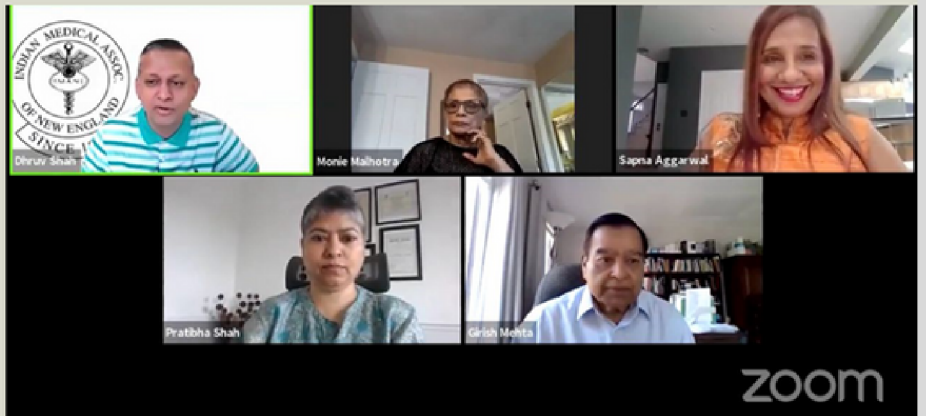 INDIAN MEDICAL ASSOC.
OF NEW ENGLAND
SINCE
Dhruv Shah
Monie Malhotra
Sapna Aggarwal
Pratibha Shah
Girish Mehta
zoom